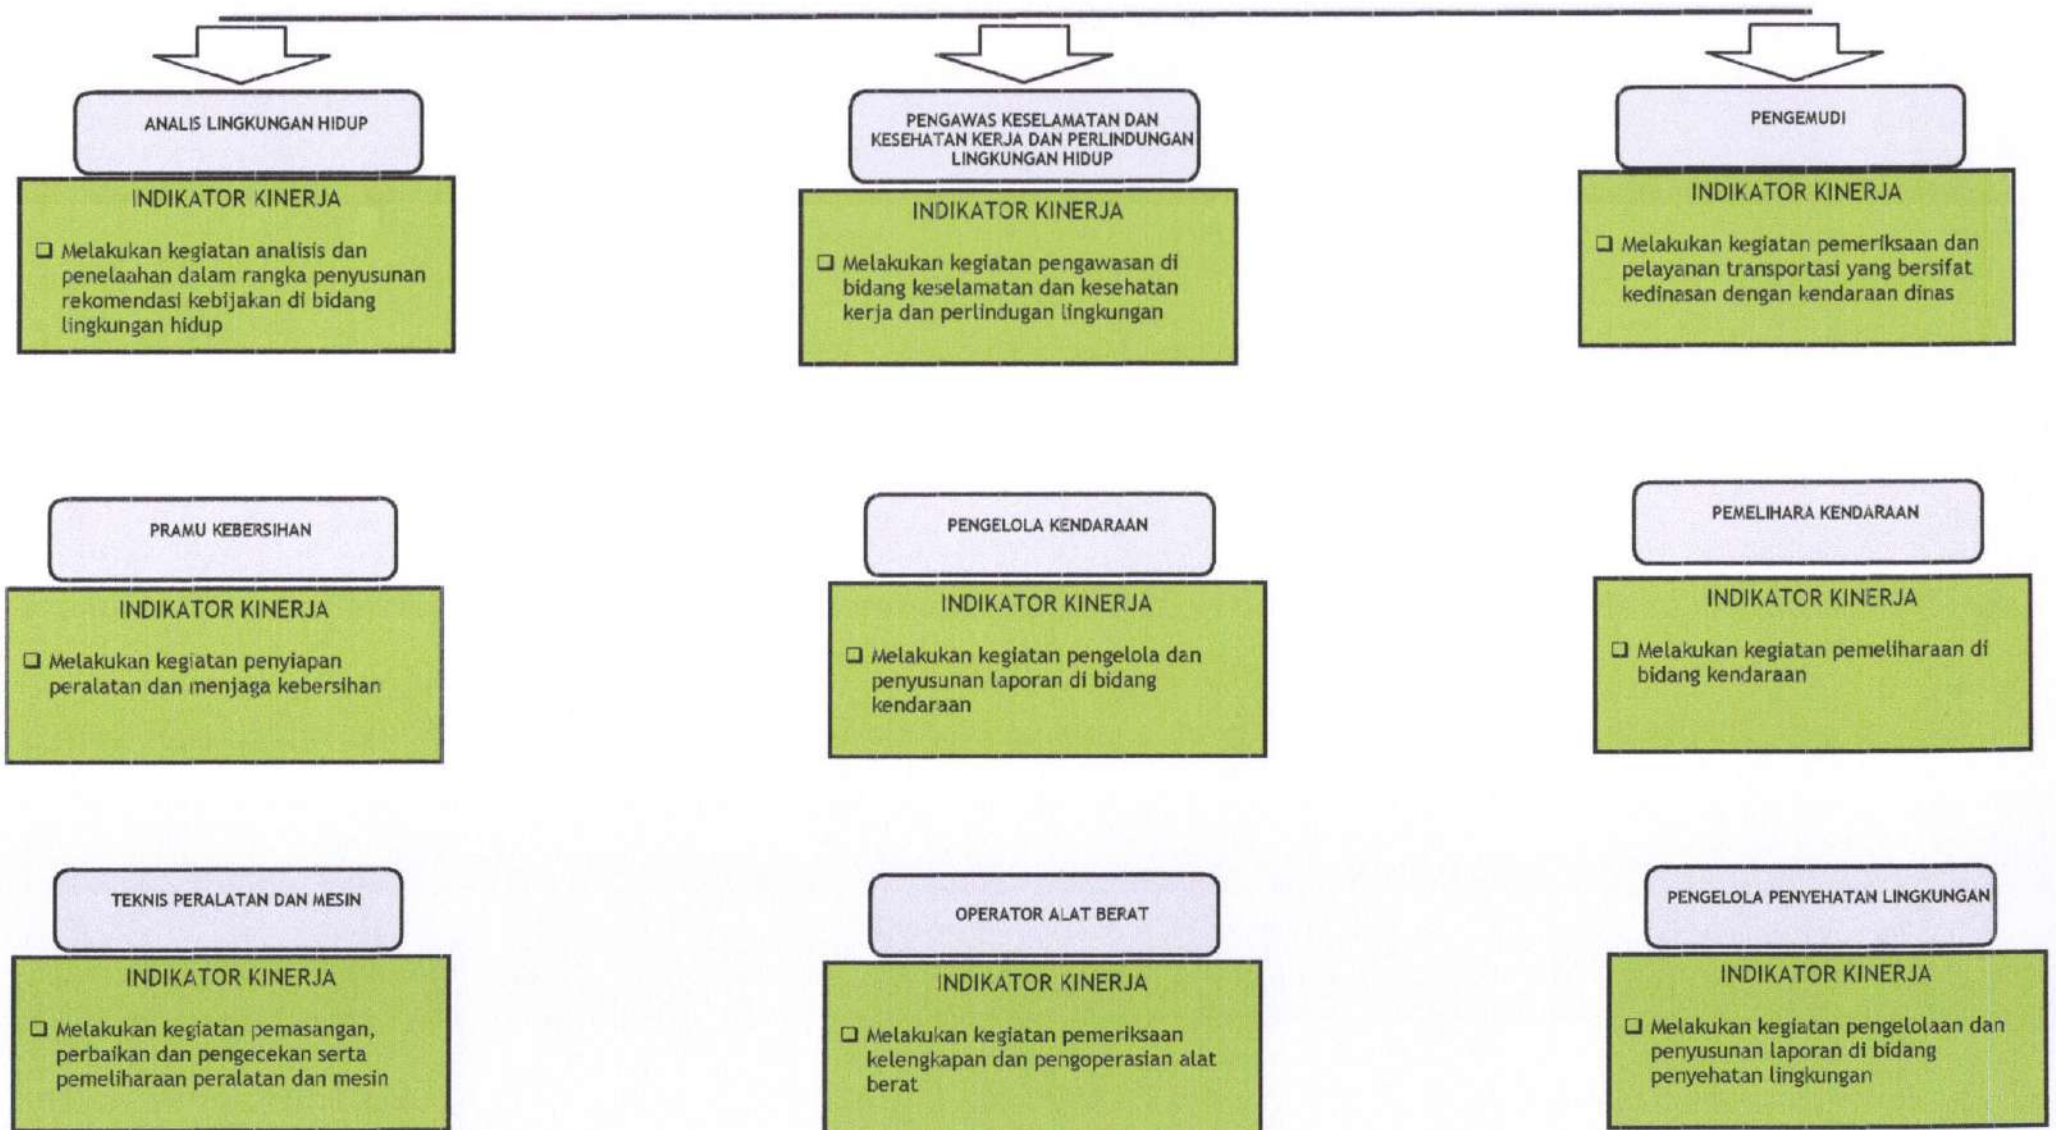 ANALIS LINGKUNGAN HIDUP
INDIKATOR KINERJA
❑ Melakukan kegiatan analisis dan
penelaahan dalam rangka penyusunan
rekomendasi kebijakan di bidang
lingkungan hidup
PENGAWAS KESELAMATAN DAN
KESEHATAN KERJA DAN PERLINDUNGAN
LINGKUNGAN HIDUP
INDIKATOR KINERJA
❑ Melakukan kegiatan pengawasan di
bidang keselamatan dan kesehatan
kerja dan perlindugan lingkungan
PENGEMUDI
INDIKATOR KINERJA
❑ Melakukan kegiatan pemeriksaan dan
pelayanan transportasi yang bersifat
kedinasan dengan kendaraan dinas
PRAMU KEBERSIHAN
INDIKATOR KINERJA
❑ Melakukan kegiatan penyiapan
peralatan dan menjaga kebersihan
PENGELOLA KENDARAAN
INDIKATOR KINERJA
❑ Melakukan kegiatan pengelola dan
penyusunan laporan di bidang
kendaraan
PEMELIHARA KENDARAAN
INDIKATOR KINERJA
❑ Melakukan kegiatan pemeliharaan di
bidang kendaraan
TEKNIS PERALATAN DAN MESIN
INDIKATOR KINERJA
❑ Melakukan kegiatan pemasangan,
perbaikan dan pengecekan serta
pemeliharaan peralatan dan mesin
OPERATOR ALAT BERAT
INDIKATOR KINERJA
❑ Melakukan kegiatan pemeriksaan
kelengkapan dan pengoperasian alat
berat
PENGELOLA PENYEHATAN LINGKUNGAN
INDIKATOR KINERJA
❑ Melakukan kegiatan pengelolaan dan
penyusunan laporan di bidang
penyehatan lingkungan